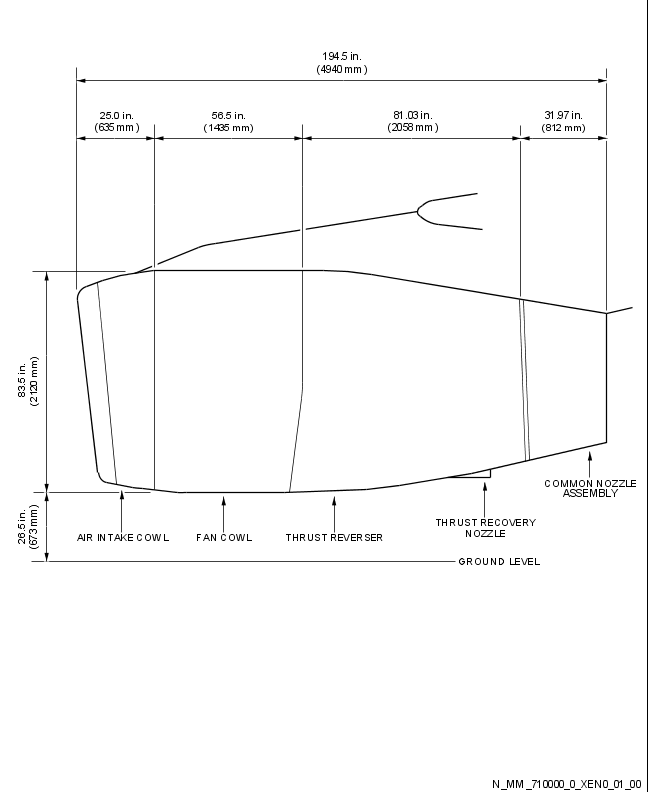 194.5 in.
(4940 mm)
25.0 in.
(635 mm)
56.5 in.
(1435 mm)
81.03 in.
(2058 mm)
31.97 in.
(812 mm)
83.5 in.
(2120 mm)
26.5 in.
(673 mm)
AIR INTAKE COWL
FAN COWL
THRUST REVERSER
THRUST RECOVERY
NOZZLE
COMMON NOZZLE
ASSEMBLY
GROUND LEVEL
N_MM_710000_0_XEN0_01_00